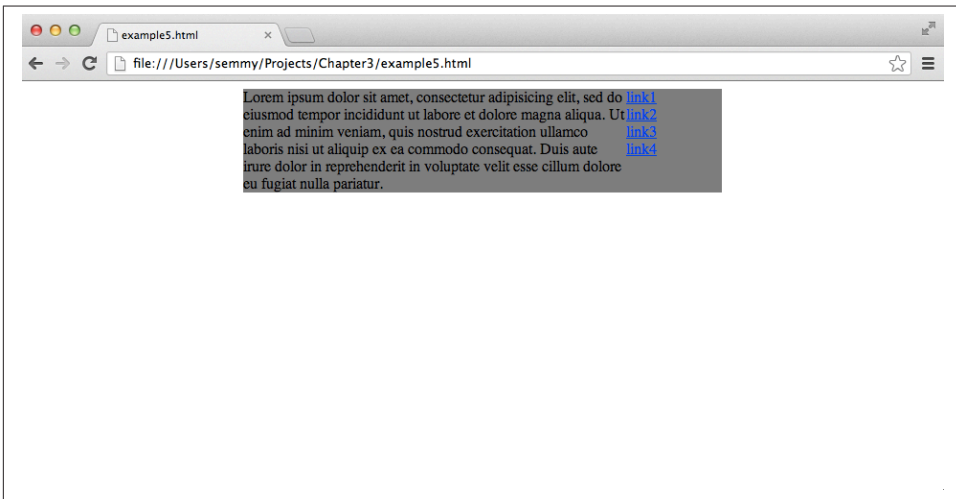 example5.html
file:///Users/semmy/Projects/Chapter3/example5.html
Lorem ipsum dolor sit amet, consectetur adipisicing elit, sed do link1
eiusmod tempor incididunt ut labore et dolore magna aliqua. Ut link2
enim ad minim veniam, quis nostrud exercitation ullamco link3
laboris nisi ut aliquip ex ea commodo consequat. Duis aute link4
irure dolor in reprehenderit in voluptate velit esse cillum dolore
eu fugiat nulla pariatur.